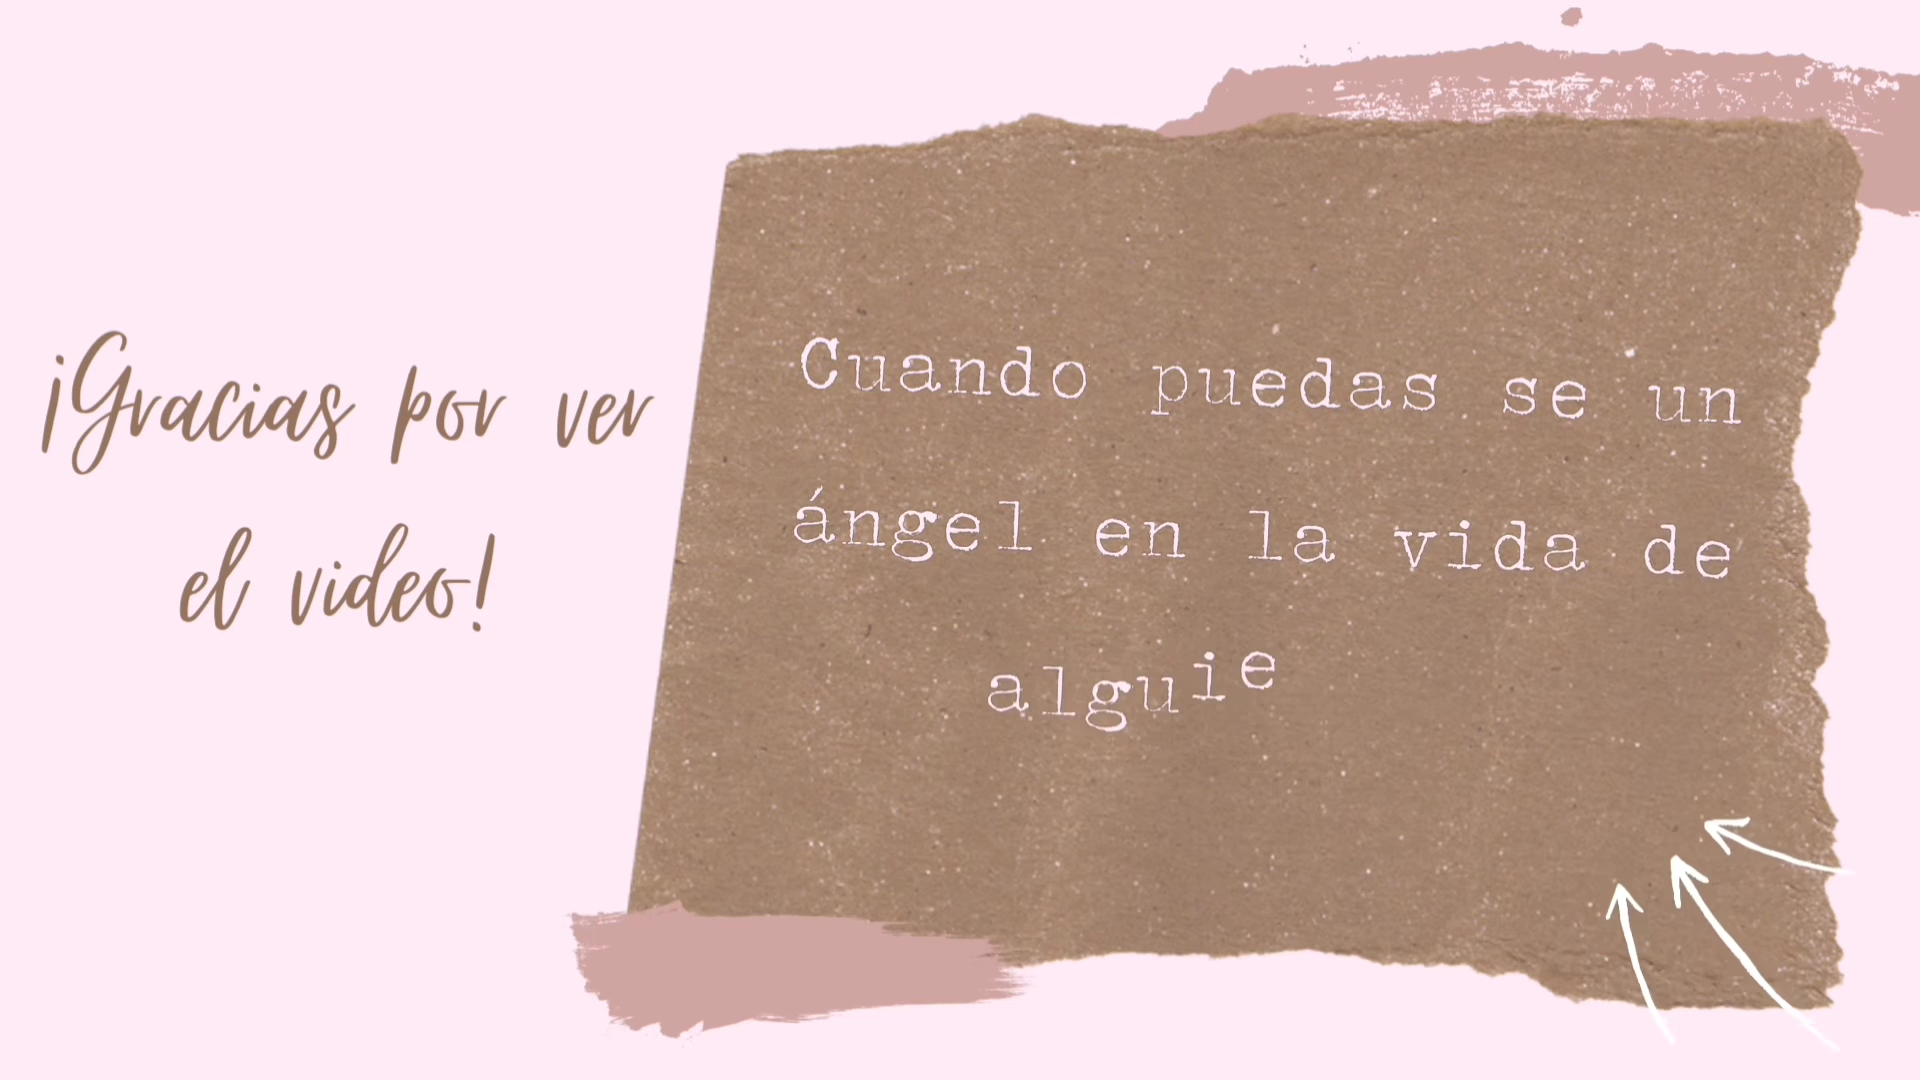 ¡Gracias por ver
el video!
Cuando puedas se un
ángel en la vida de
alguie